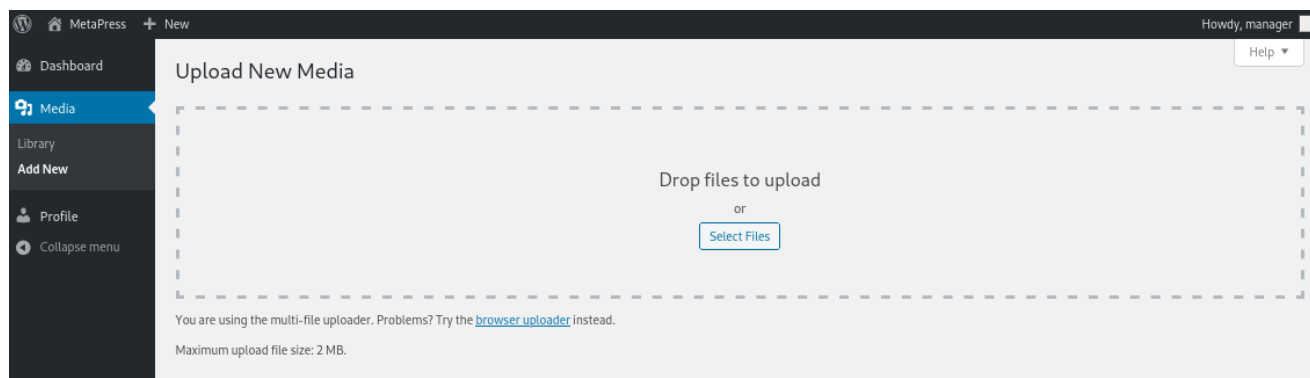 MetaPress + New Howdy, manager
Help ▼
Dashboard
Upload New Media
Media
Library
Add New
Drop files to upload
or
Profile
Select Files
Collapse menu
You are using the multi-file uploader. Problems? Try the browser uploader instead.
Maximum upload file size: 2 MB.